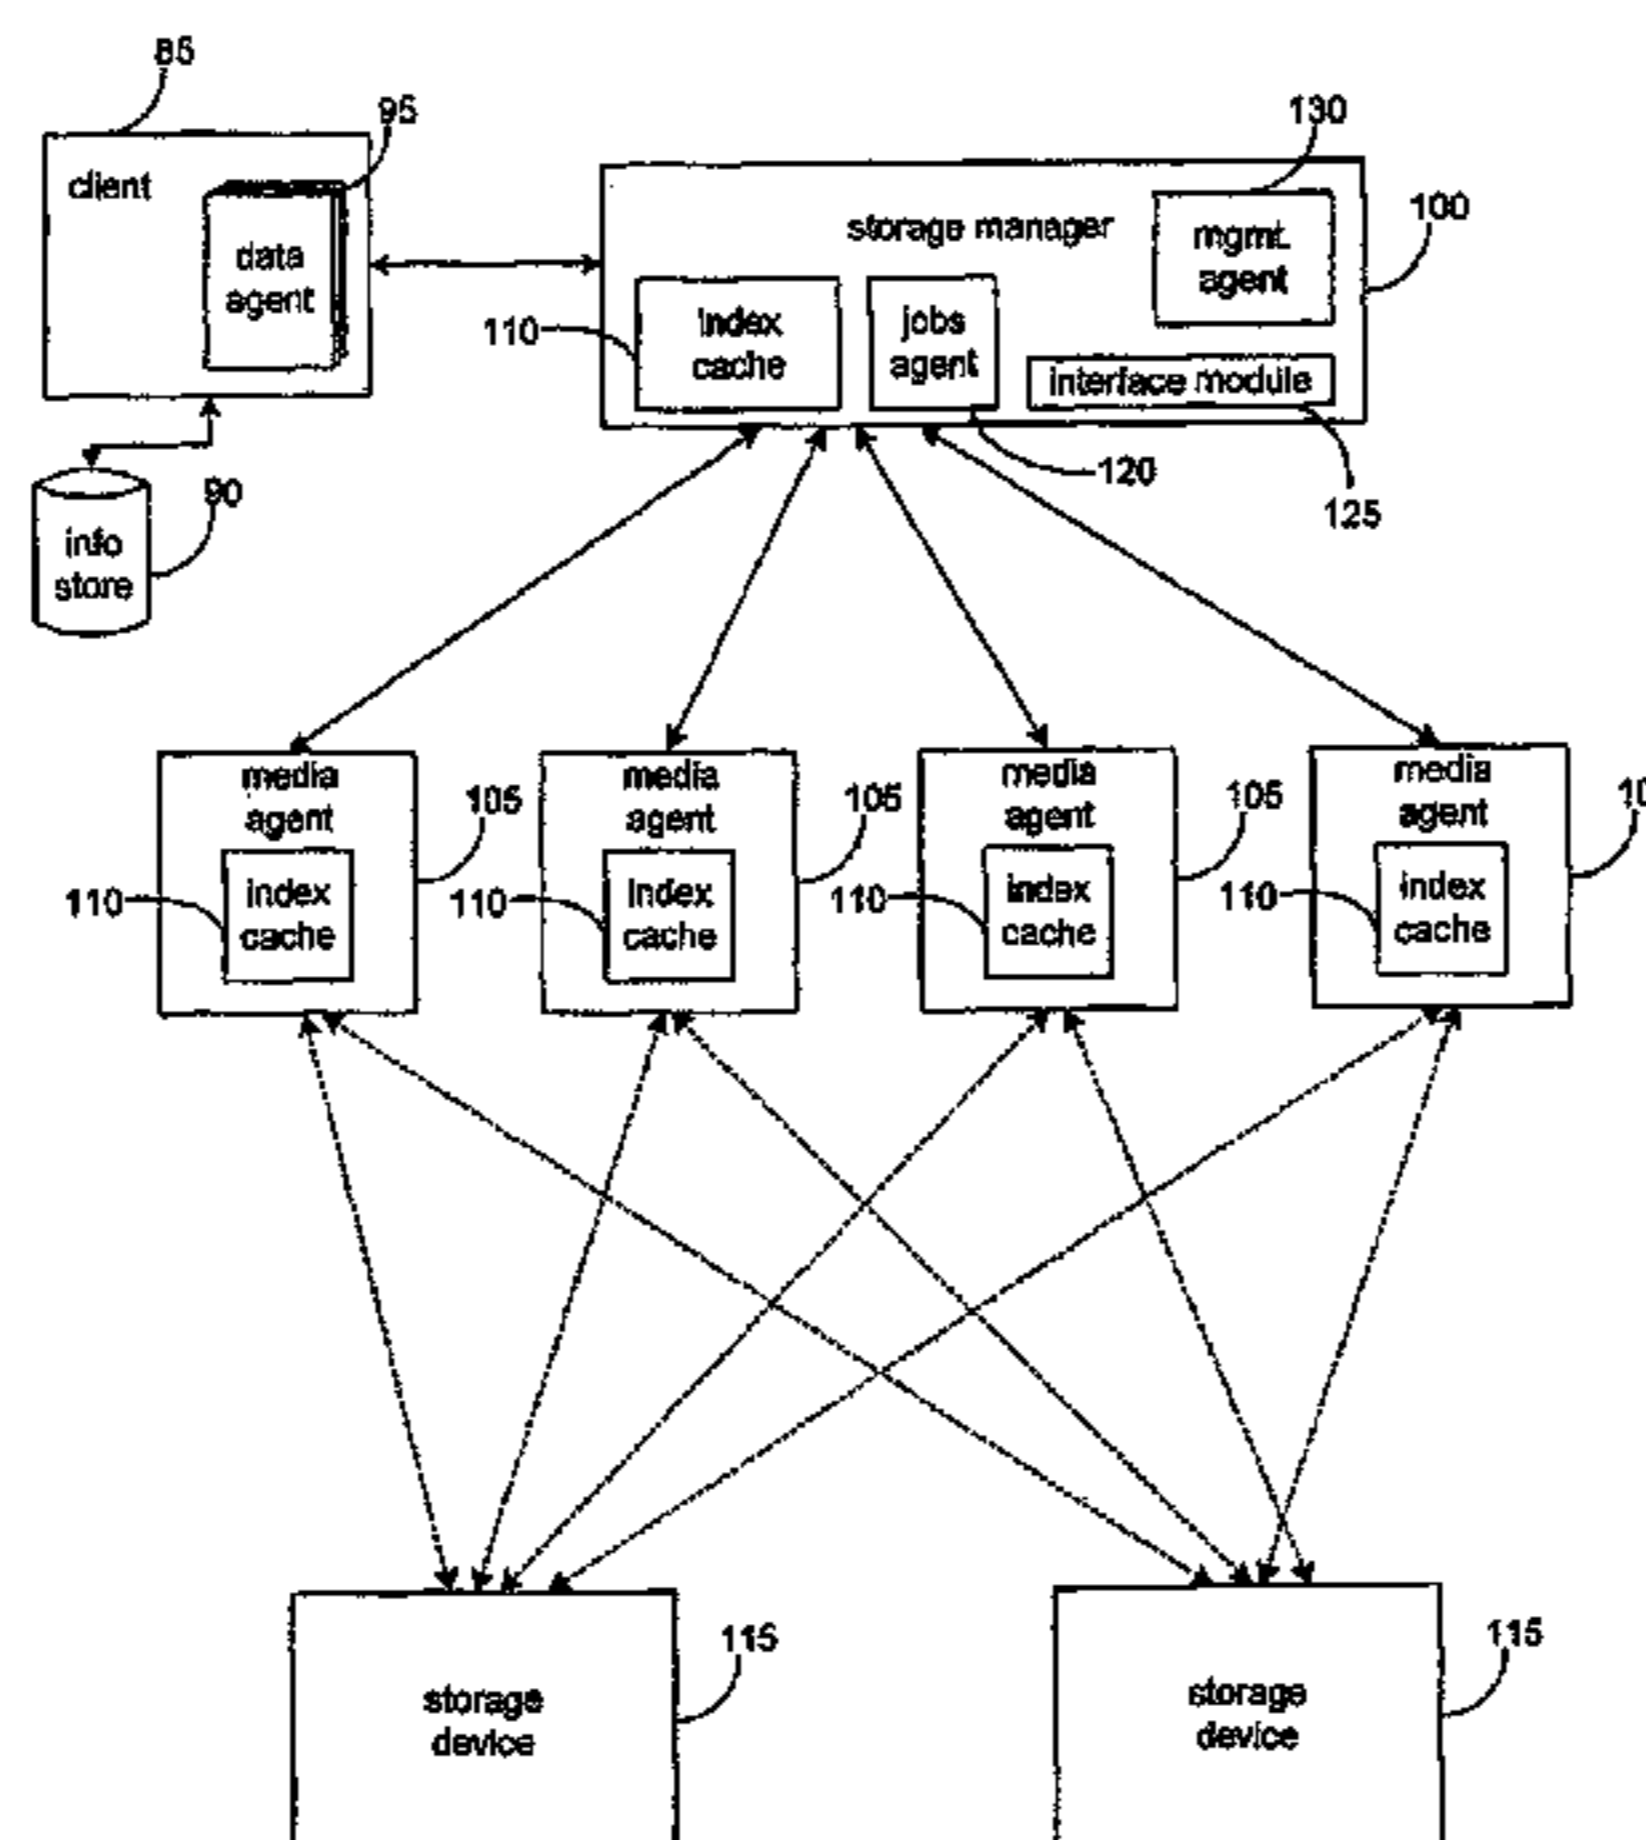 85
95
130
client
100
storage manager
mgmt.
agent
data
agent
110
index
cache
jobs
agent
interface module
120
125
90
info
store
media
agent
media
agent
media
agent
media
agent
105
105
105
10
110
index
cache
110
index
cache
110
index
cache
110
index
cache
115
115
storage
device
storage
device